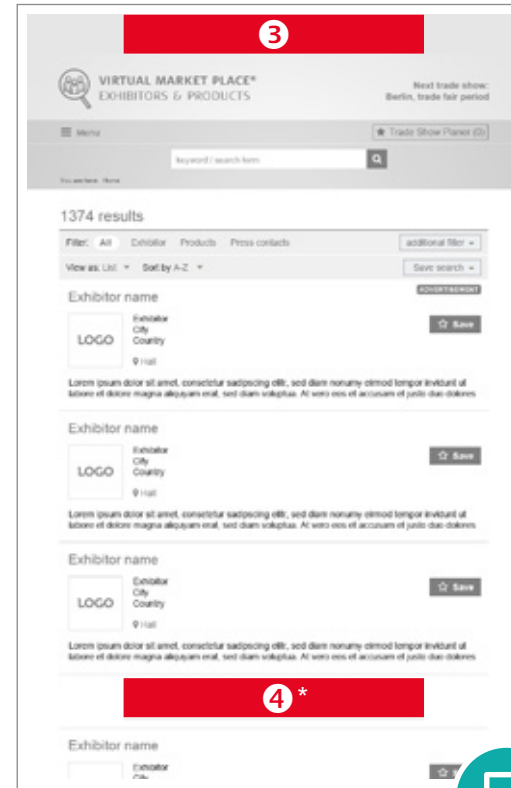 ❸
VIRTUAL MARKET PLACE®
EXHIBITORS & PRODUCTS
Next trade show:
Berlin, trade fair period
Menu
★ Trade Show Planer (0)
keyword / search term
You are here: Home
1374 results
Filter: All Exhibitor Products Press contacts additional filter
View as: List Sort by A-Z Save search
ADVERTISEMENT
Exhibitor name
LOGO
Exhibitor
City
Country
Hall
☆ Save
Lorem ipsum dolor sit amet, consetetur sadipscing elitr, sed diam nonumy eirmod tempor invidunt ut
labore et dolore magna aliquyam erat, sed diam voluptua. At vero eos et accusam et justo duo dolores
Exhibitor name
LOGO
Exhibitor
City
Country
Hall
☆ Save
Lorem ipsum dolor sit amet, consetetur sadipscing elitr, sed diam nonumy eirmod tempor invidunt ut
labore et dolore magna aliquyam erat, sed diam voluptua. At vero eos et accusam et justo duo dolores
Exhibitor name
LOGO
Exhibitor
City
Country
Hall
☆ Save
Lorem ipsum dolor sit amet, consetetur sadipscing elitr, sed diam nonumy eirmod tempor invidunt ut
labore et dolore magna aliquyam erat, sed diam voluptua. At vero eos et accusam et justo duo dolores
❹*
Exhibitor name
Exhibitor
City